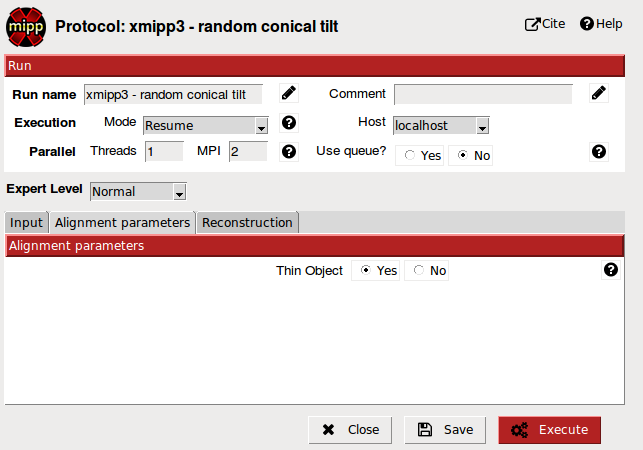 mipp Protocol: xmipp3 - random conical tilt Cite Help
Run
Run name xmipp3 - random conical tilt Comment
Execution Mode Resume Host localhost
Parallel Threads 1 MPI 2 Use queue? Yes No
Expert Level Normal
Input Alignment parameters Reconstruction
Alignment parameters
Thin Object Yes No
Close Save Execute